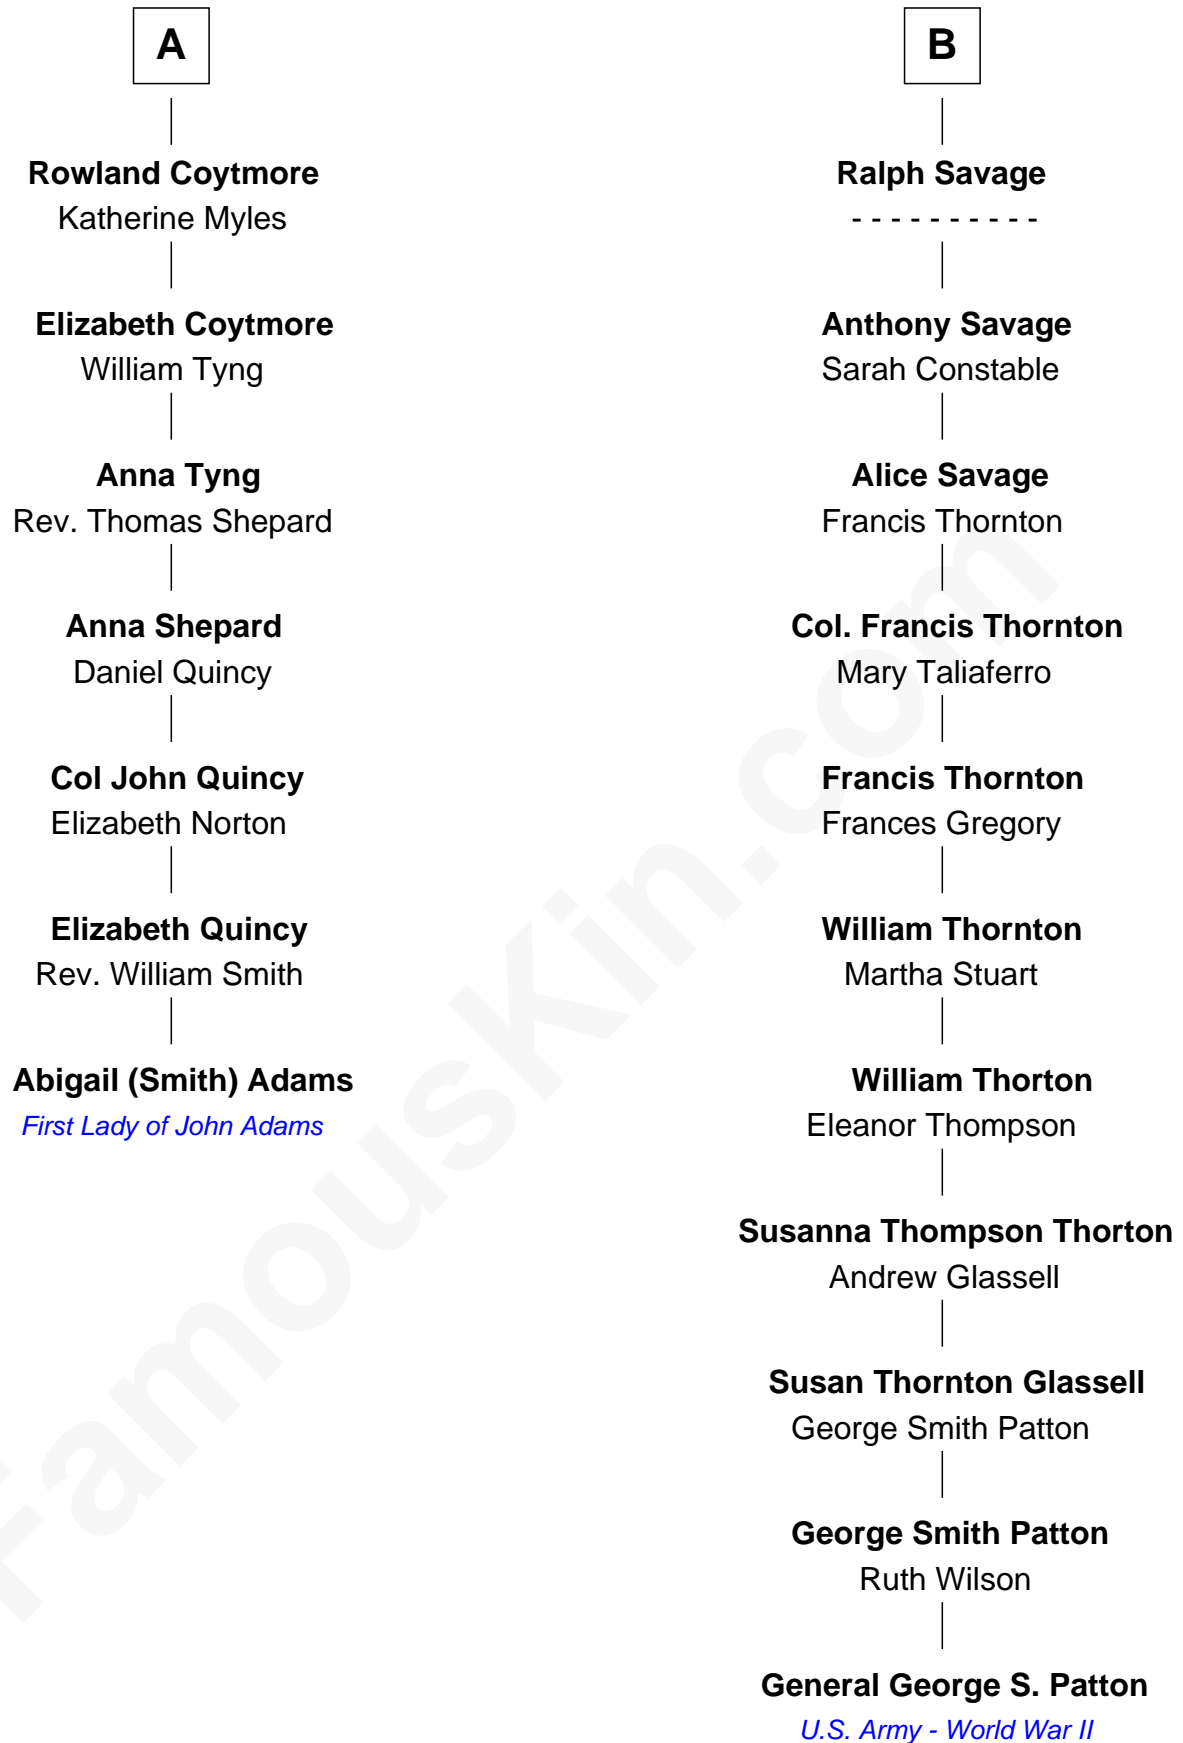 A
Rowland Coytmore
Katherine Myles
Elizabeth Coytmore
William Tyng
Anna Tyng
Rev. Thomas Shepard
Anna Shepard
Daniel Quincy
Col John Quincy
Elizabeth Norton
Elizabeth Quincy
Rev. William Smith
Abigail (Smith) Adams
First Lady of John Adams
B
Ralph Savage
- - - - - - - - - -
Anthony Savage
Sarah Constable
Alice Savage
Francis Thornton
Col. Francis Thornton
Mary Taliaferro
Francis Thornton
Frances Gregory
William Thornton
Martha Stuart
William Thorton
Eleanor Thompson
Susanna Thompson Thorton
Andrew Glassell
Susan Thornton Glassell
George Smith Patton
George Smith Patton
Ruth Wilson
General George S. Patton
U.S. Army - World War II
FamousKin.com